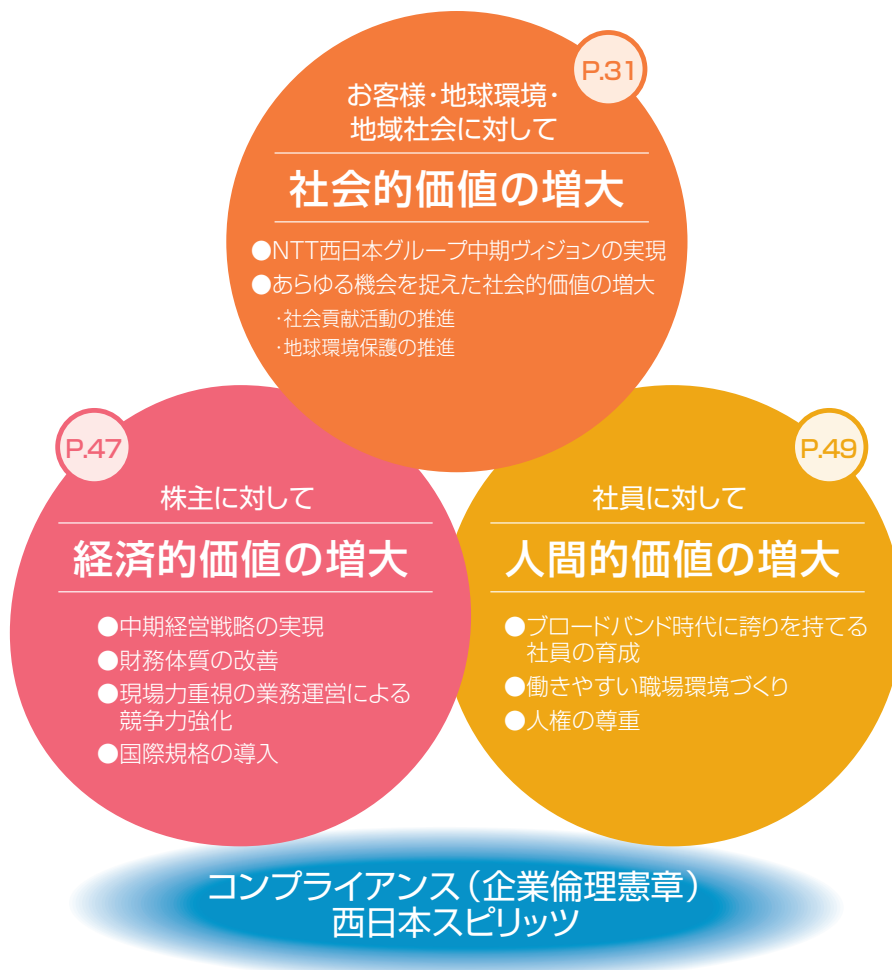 P.31
お客様・地球環境・
地域社会に対して
社会的価値の増大
●NTT西日本グループ中期ヴィジョンの実現
●あらゆる機会を捉えた社会的価値の増大
・社会貢献活動の推進
・地球環境保護の推進
P.47
株主に対して
経済的価値の増大
●中期経営戦略の実現
●財務体質の改善
●現場力重視の業務運営による
競争力強化
●国際規格の導入
P.49
社員に対して
人間的価値の増大
●ブロードバンド時代に誇りを持てる
社員の育成
●働きやすい職場環境づくり
●人権の尊重
コンプライアンス（企業倫理憲章）
西日本スピリッツ